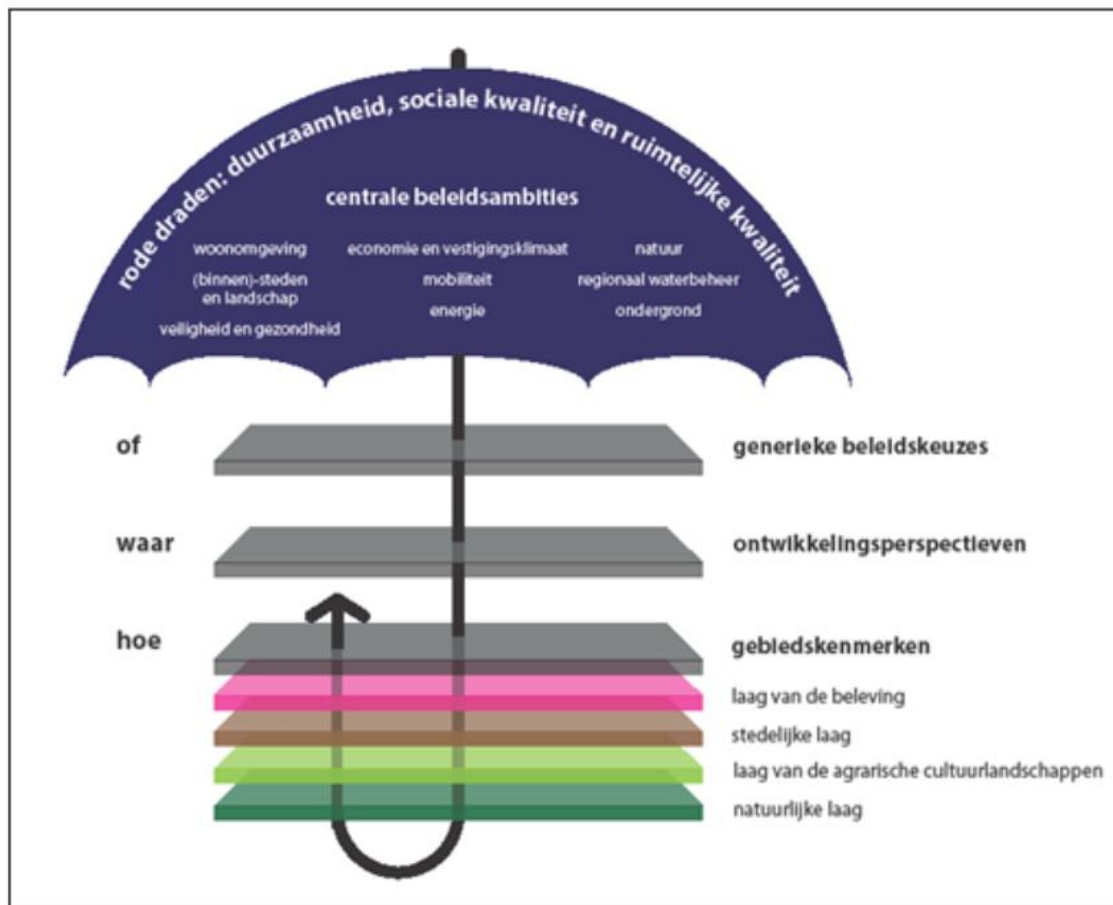 rode draden: duurzaamheid, sociale kwaliteit en ruimtelijke kwaliteit
centrale beleidsambities
woonomgeving
(binnen)-steden
en landschap
veiligheid en gezondheid
economie en vestigingsklimaat
mobiliteit
energie
natuur
regionaal waterbeheer
ondergrond
of
generieke beleidskeuzes
waar
ontwikkelingsperspectieven
hoe
gebiedskenmerken
laag van de beleving
stedelijke laag
laag van de agrarische cultuurlandschappen
natuurlijke laag